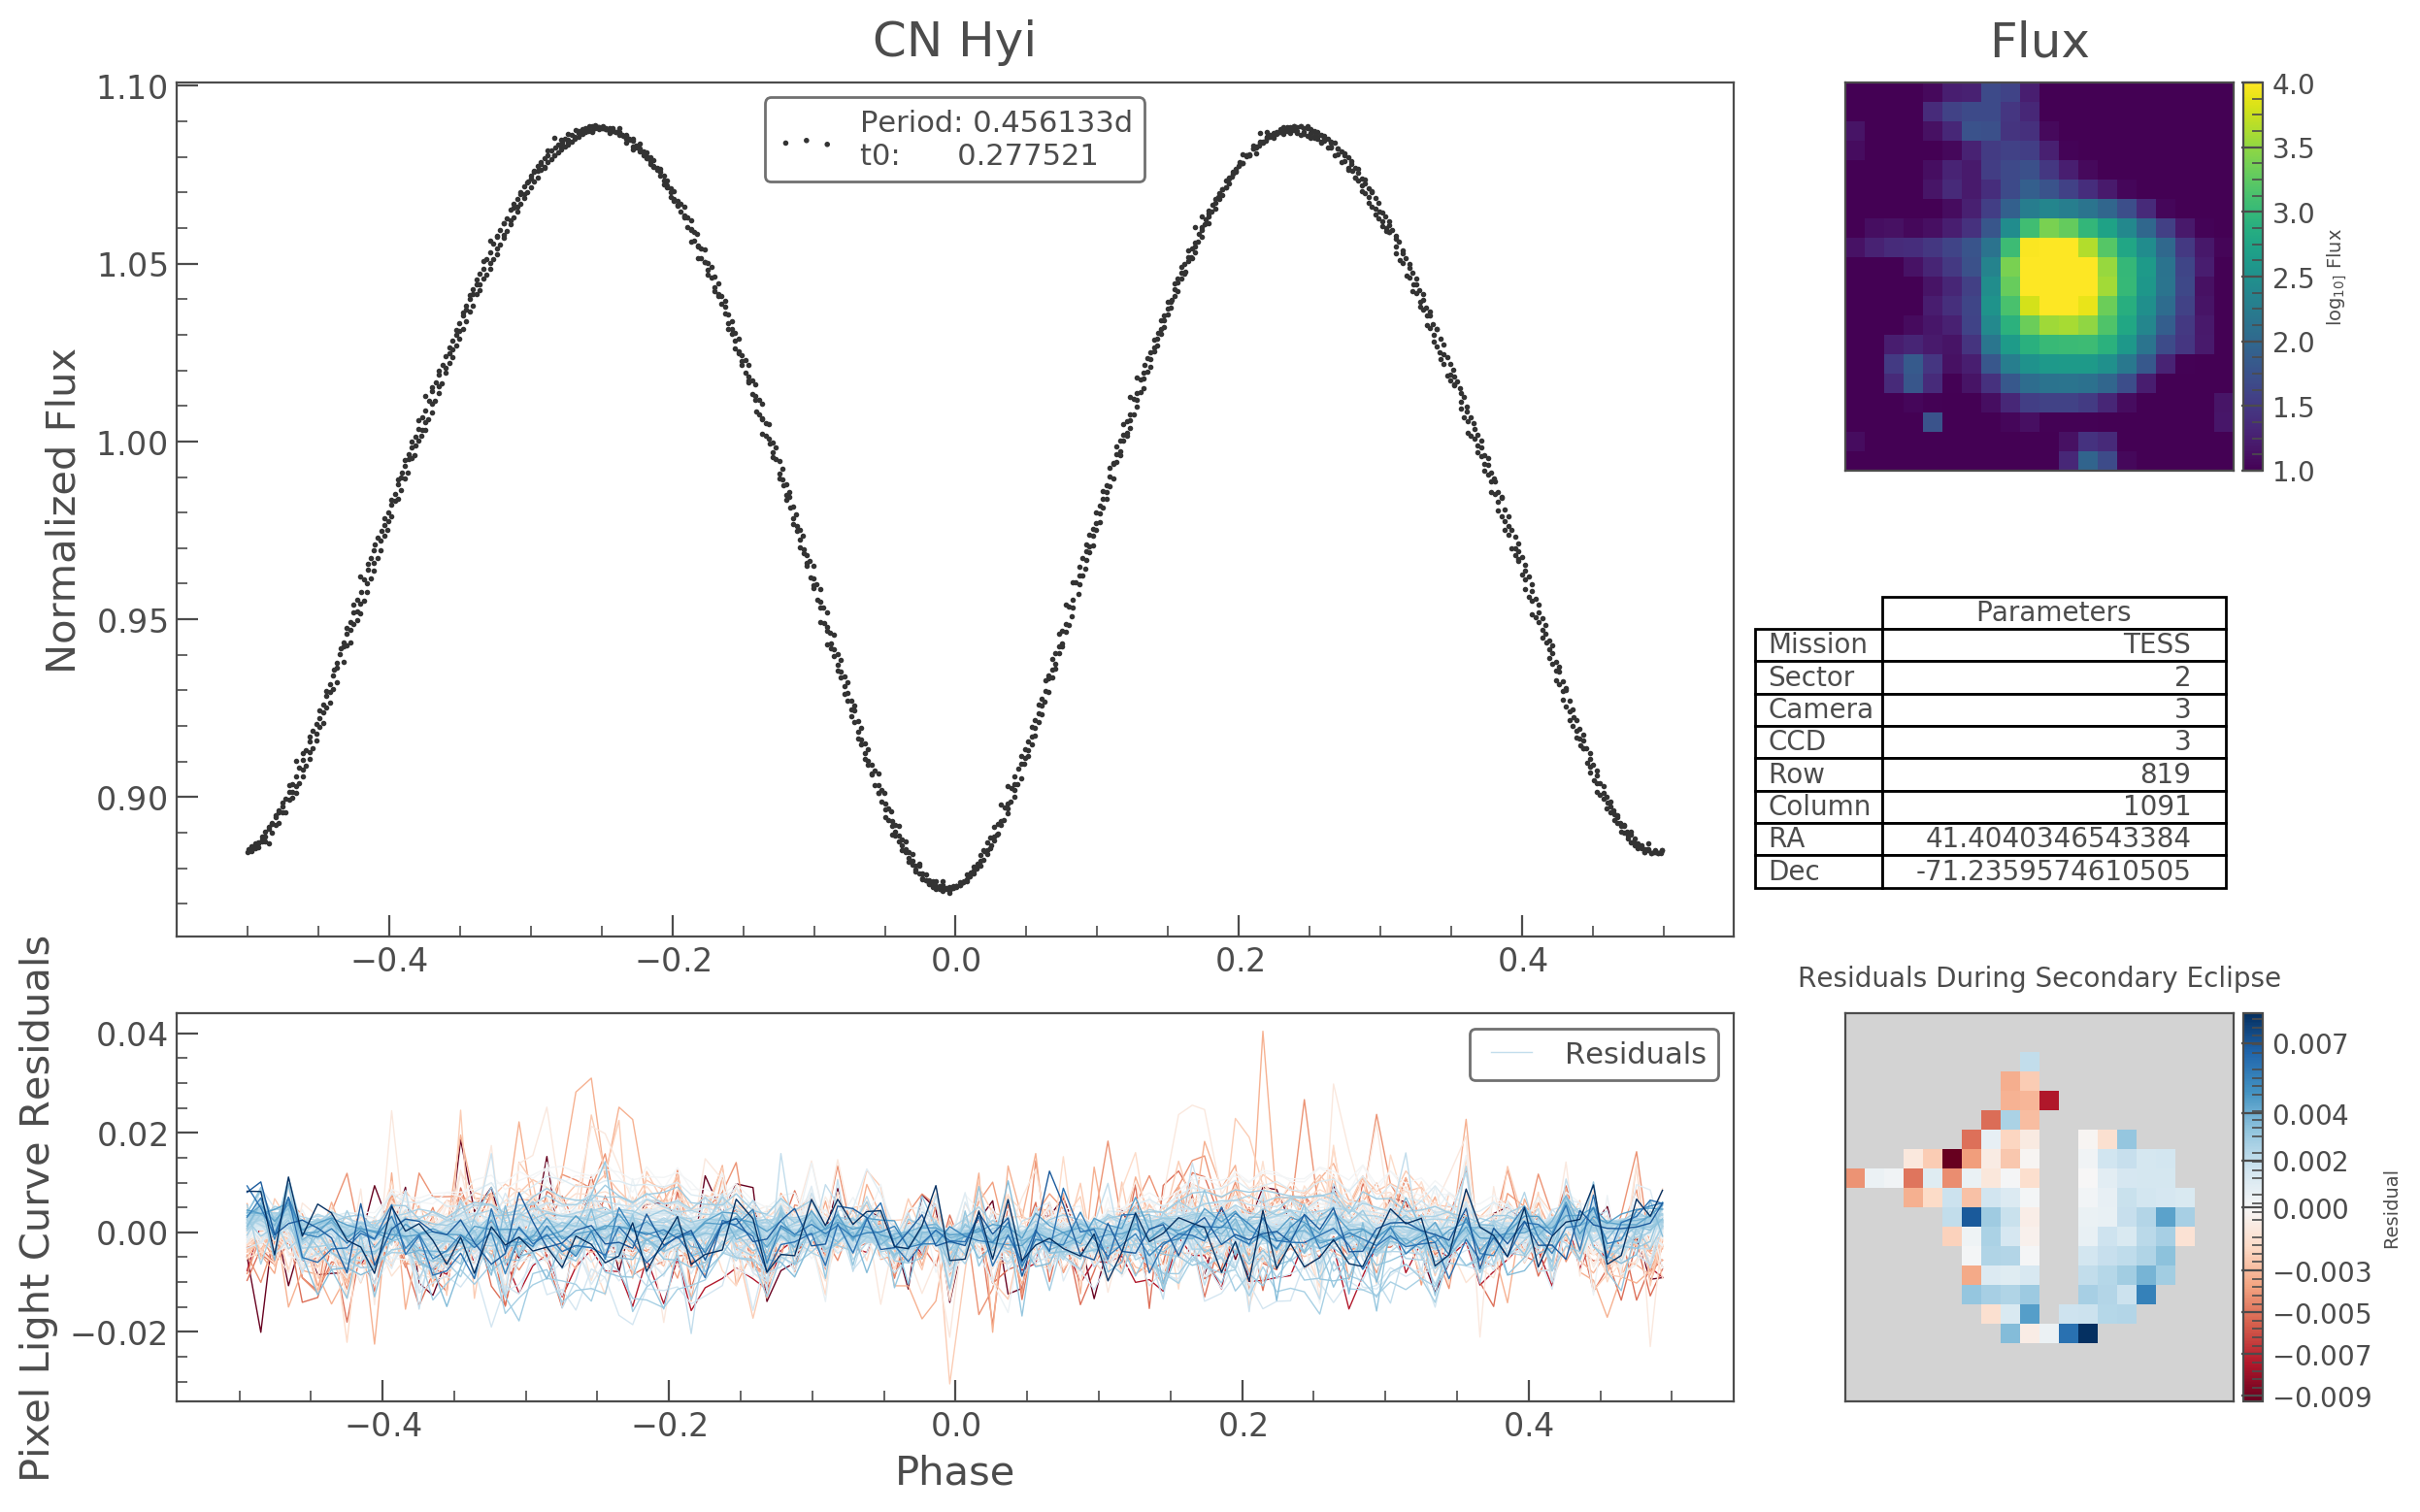 CN Hyi
Normalized Flux
1.10
1.05
1.00
0.95
0.90
Period: 0.456133d
t0: 0.277521
−0.4
−0.2
0.0
0.2
0.4
Flux
4.0
3.5
3.0
2.5
2.0
1.5
1.0
log10] Flux
Parameters
Mission TESS
Sector 2
Camera 3
CCD 3
Row 819
Column 1091
RA 41.4040346543384
Dec -71.2359574610505
Pixel Light Curve Residuals
0.04
0.02
0.00
−0.02
Residuals
−0.4
−0.2
0.0
0.2
0.4
Phase
Residuals During Secondary Eclipse
0.007
0.004
0.002
0.000
−0.003
−0.005
−0.007
−0.009
Residual